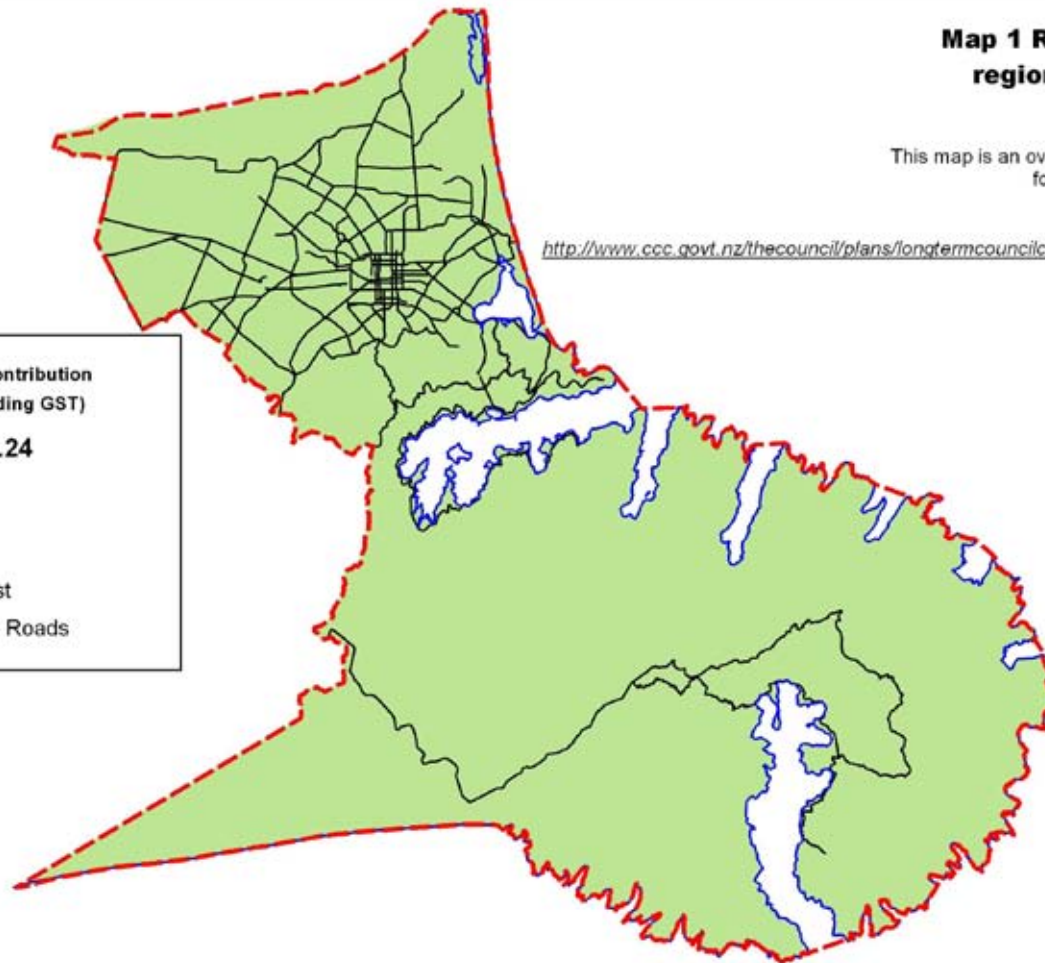 Map 1 R
region
This map is an ov
fo
http://www.ccc.govt.nz/thecouncil/plans/longtermcouncilc
ontribution
ding GST)
.24
st
Roads